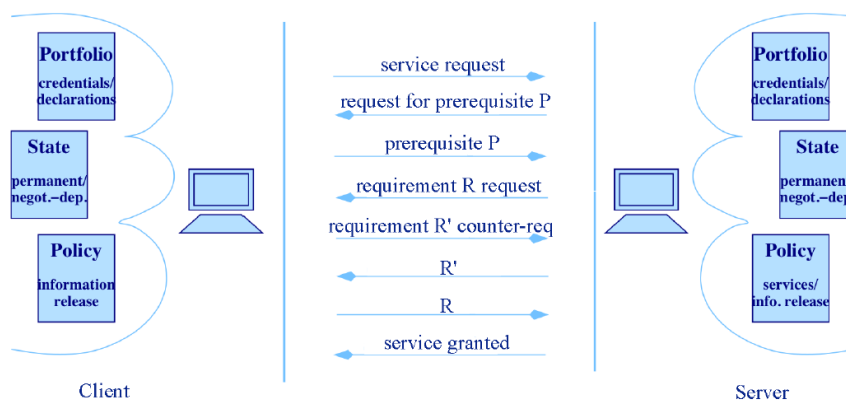 Portfolio
credentials/
declarations
State
permanent/
negot.–dep.
Policy
information
release
Client
service request
request for prerequisite P
prerequisite P
requirement R request
requirement R' counter-req
R'
R
service granted
Portfolio
credentials/
declarations
State
permanent
negot.–dep
Policy
services/
info. release
Server